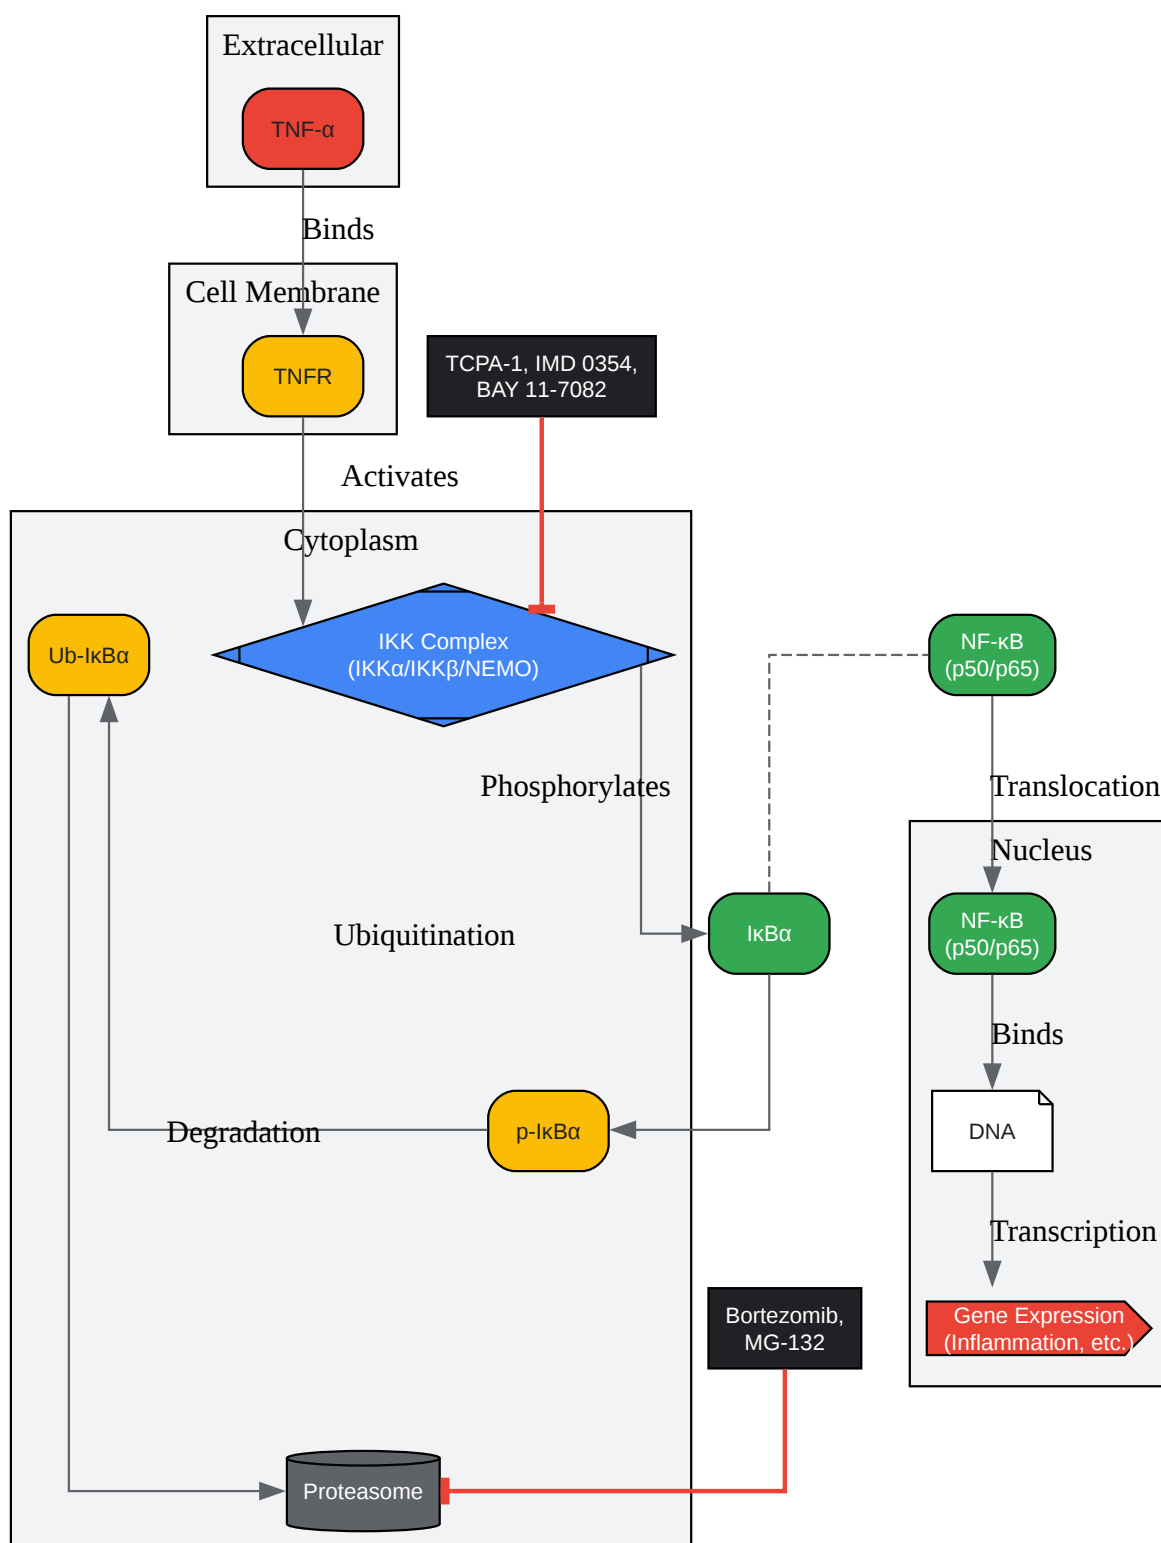 Extracellular
TNF-α
Binds
Cell Membrane
TNFR
TCPA-1, IMD 0354,
BAY 11-7082
Activates
Cytoplasm
Ub-IκBα
IKK Complex
(IKKα/IKKβ/NEMO)
NF-κB
(p50/p65)
Phosphorylates
Translocation
Nucleus
Ubiquitination
IκBα
NF-κB
(p50/p65)
Binds
Degradation
p-IκBα
DNA
Transcription
Bortezomib,
MG-132
Gene Expression
(Inflammation, etc.)
Proteasome